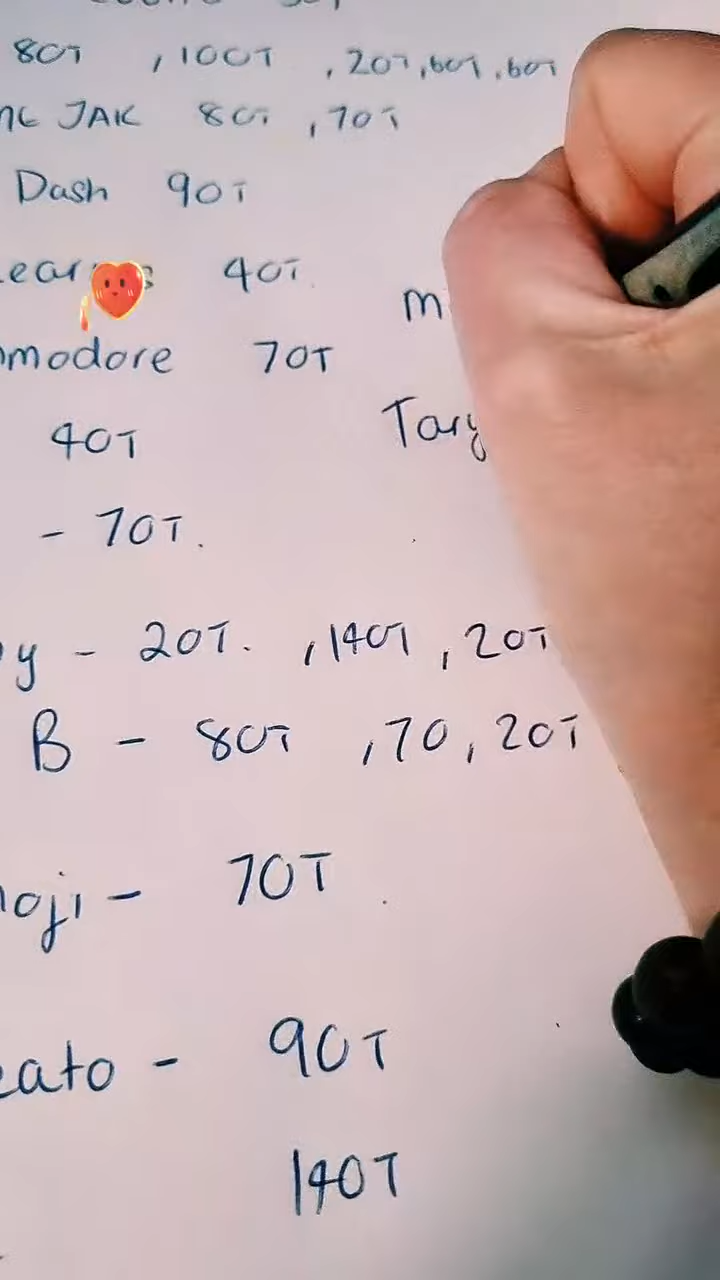 80T , 100T , 20T, 60T, 60T
JAK 80T , 70T
Dash 90T
40T.
modore 70T
m
40T
Tary
- 70T.
y - 20T. , 140T , 20T
B - 80T , 70, 20T
oji - 70T
eato - 90T
140T